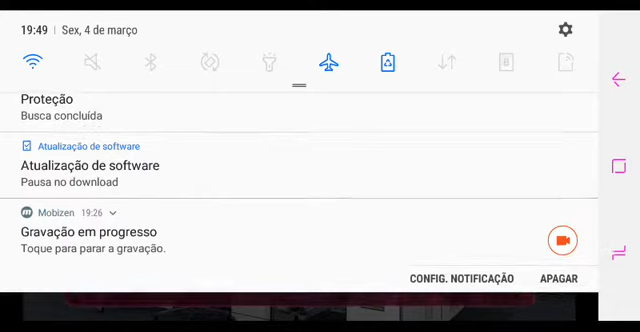 19:49 | Sex, 4 de março
Proteção
Busca concluída
Atualização de software
Atualização de software
Pausa no download
Mobizen 19:26
Gravação em progresso
Toque para parar a gravação.
CONFIG. NOTIFICAÇÃO APAGAR